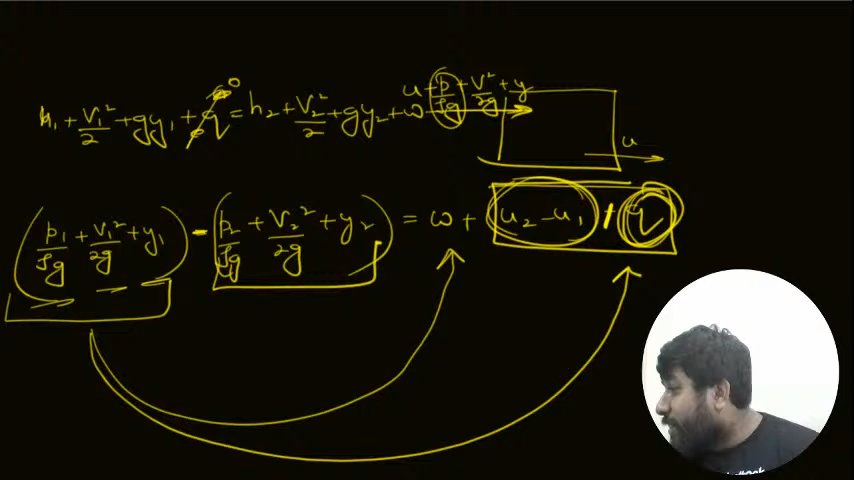 u + p/ρg + V²/2g + y
h₁ + V₁²/2 + gy₁ + q = h₂ + V₂²/2 + gy₂ + ω
0
u
(p₁/ρg + V₁²/2g + y₁) - (p₂/ρg + V₂²/2g + y₂) = ω + (u₂ - u₁) + q